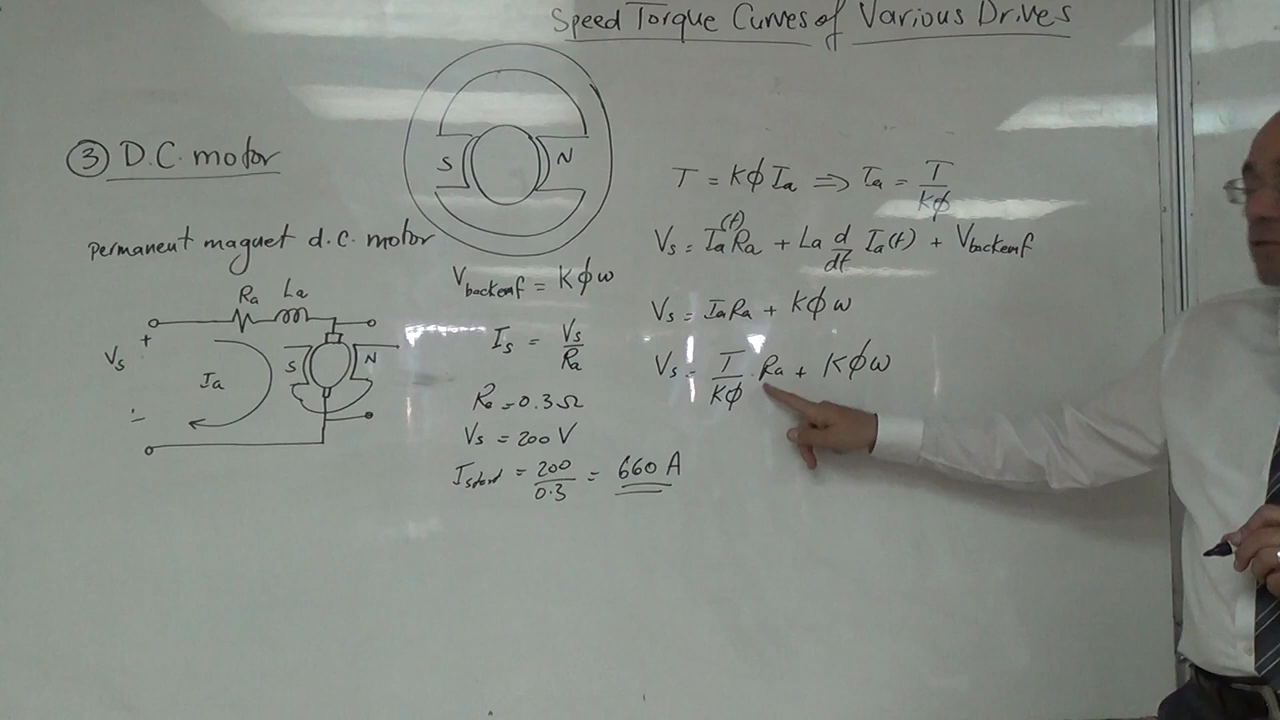 Speed Torque Curves of Various Drives
③ D.C. motor
S N
permanent magnet d.c. motor
Ra La
Vs + -
Ia
S N
Vbackemf = Kϕω
Is = Vs/Ra
Ra = 0.3Ω
Vs = 200 V
Istart = 200/0.3 = 660 A
T = KϕIa ⇒ Ia = T/Kϕ
Vs = Ia(t)Ra + La d/dt Ia(t) + Vbackemf
Vs = IaRa + Kϕω
Vs = T/Kϕ · Ra + Kϕω